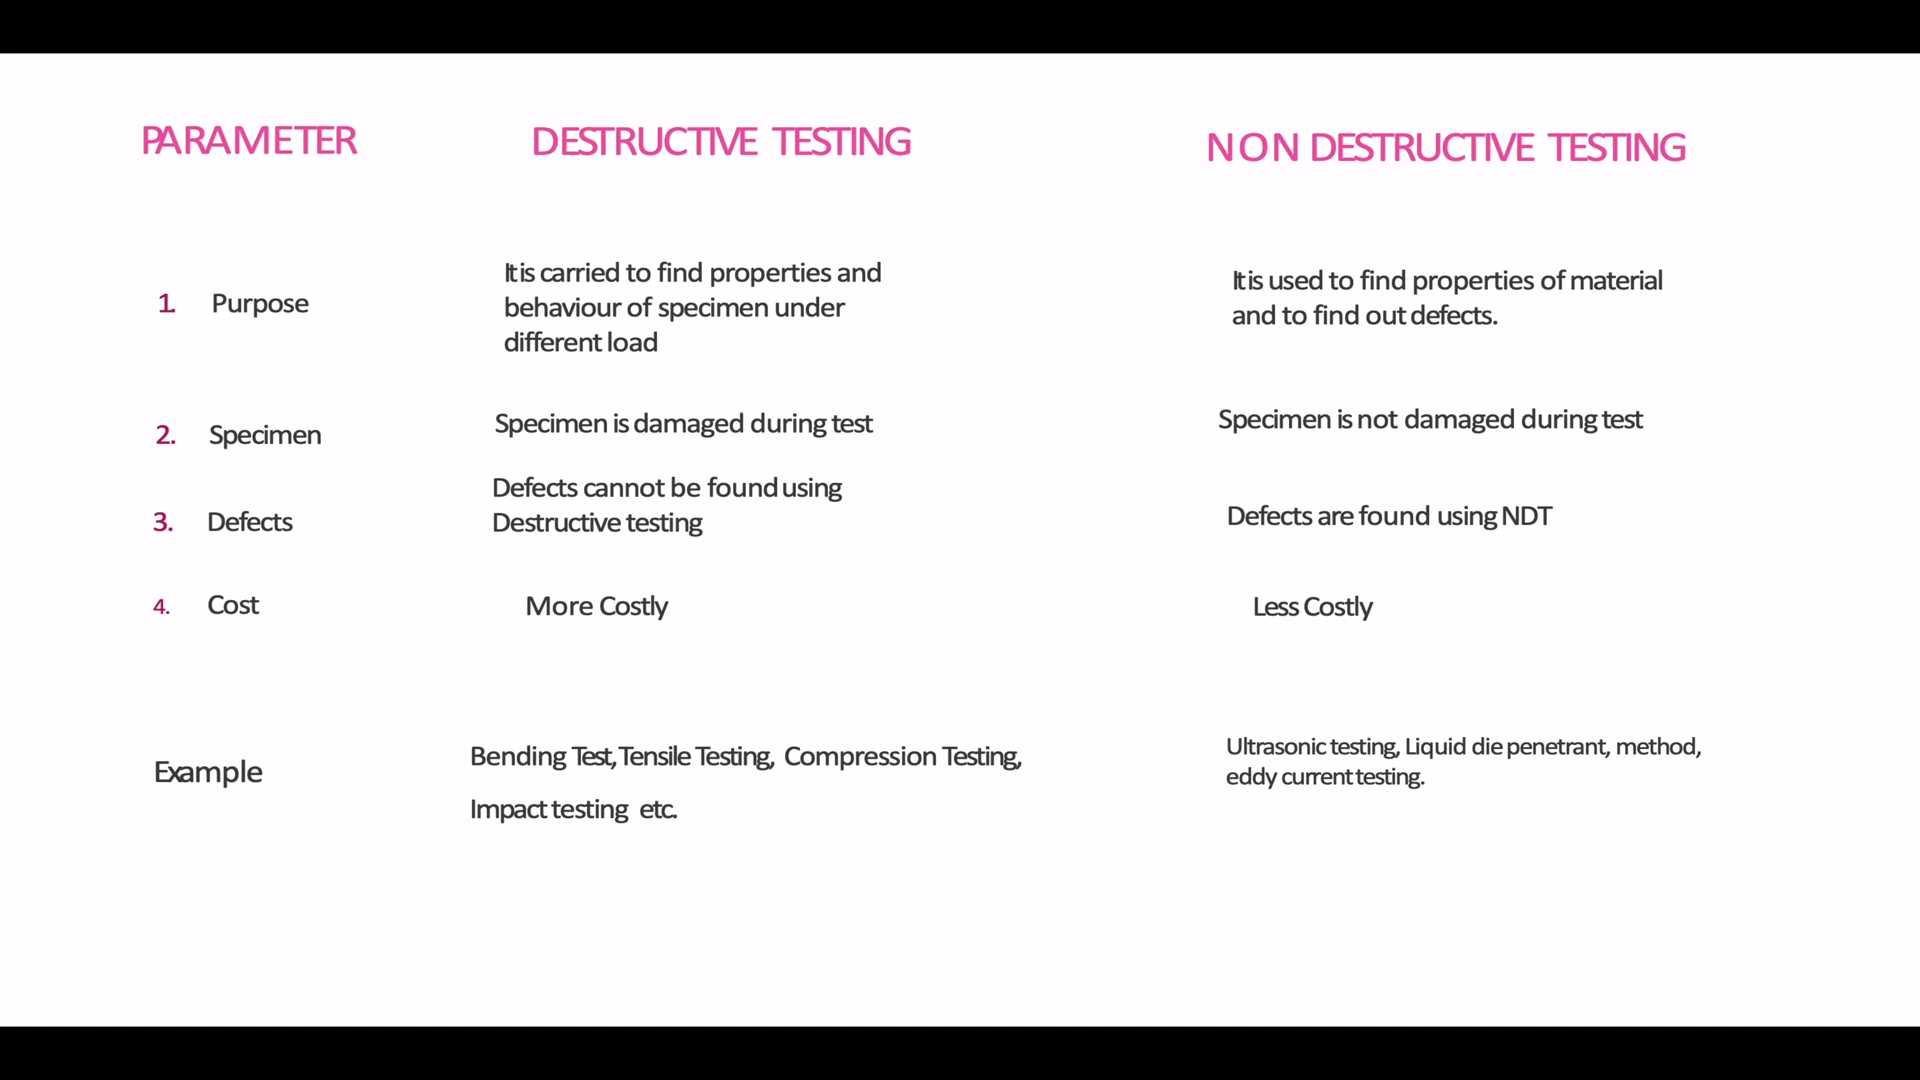 PARAMETER DESTRUCTIVE TESTING NON DESTRUCTIVE TESTING
1. Purpose
It is carried to find properties and
behaviour of specimen under
different load
It is used to find properties of material
and to find out defects.
2. Specimen
Specimen is damaged during test
Specimen is not damaged during test
3. Defects
Defects cannot be found using
Destructive testing
Defects are found using NDT
4. Cost
More Costly
Less Costly
Example
Bending Test, Tensile Testing, Compression Testing,
Impact testing etc.
Ultrasonic testing, Liquid die penetrant, method,
eddy current testing.